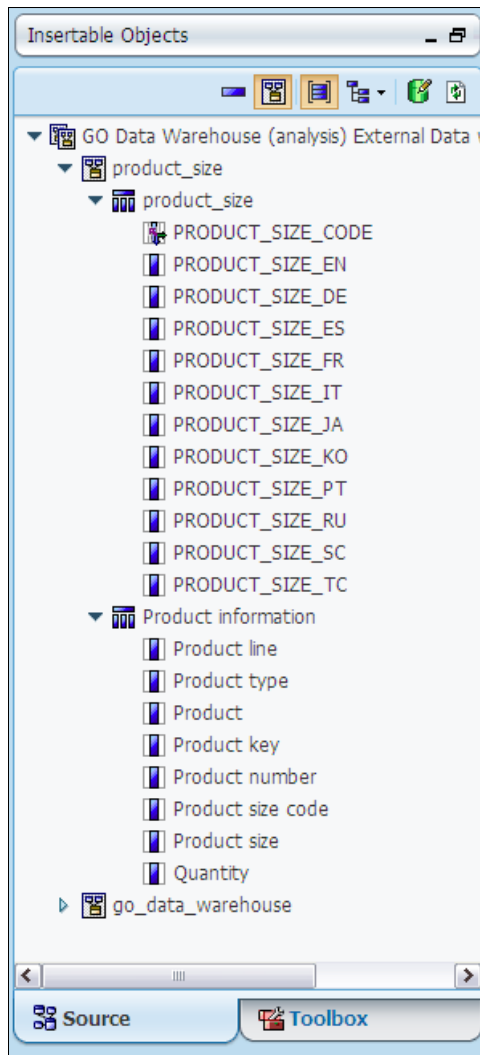 Insertable Objects
GO Data Warehouse (analysis) External Data
product_size
product_size
PRODUCT_SIZE_CODE
PRODUCT_SIZE_EN
PRODUCT_SIZE_DE
PRODUCT_SIZE_ES
PRODUCT_SIZE_FR
PRODUCT_SIZE_IT
PRODUCT_SIZE_JA
PRODUCT_SIZE_KO
PRODUCT_SIZE_PT
PRODUCT_SIZE_RU
PRODUCT_SIZE_SC
PRODUCT_SIZE_TC
Product information
Product line
Product type
Product
Product key
Product number
Product size code
Product size
Quantity
go_data_warehouse
Source Toolbox